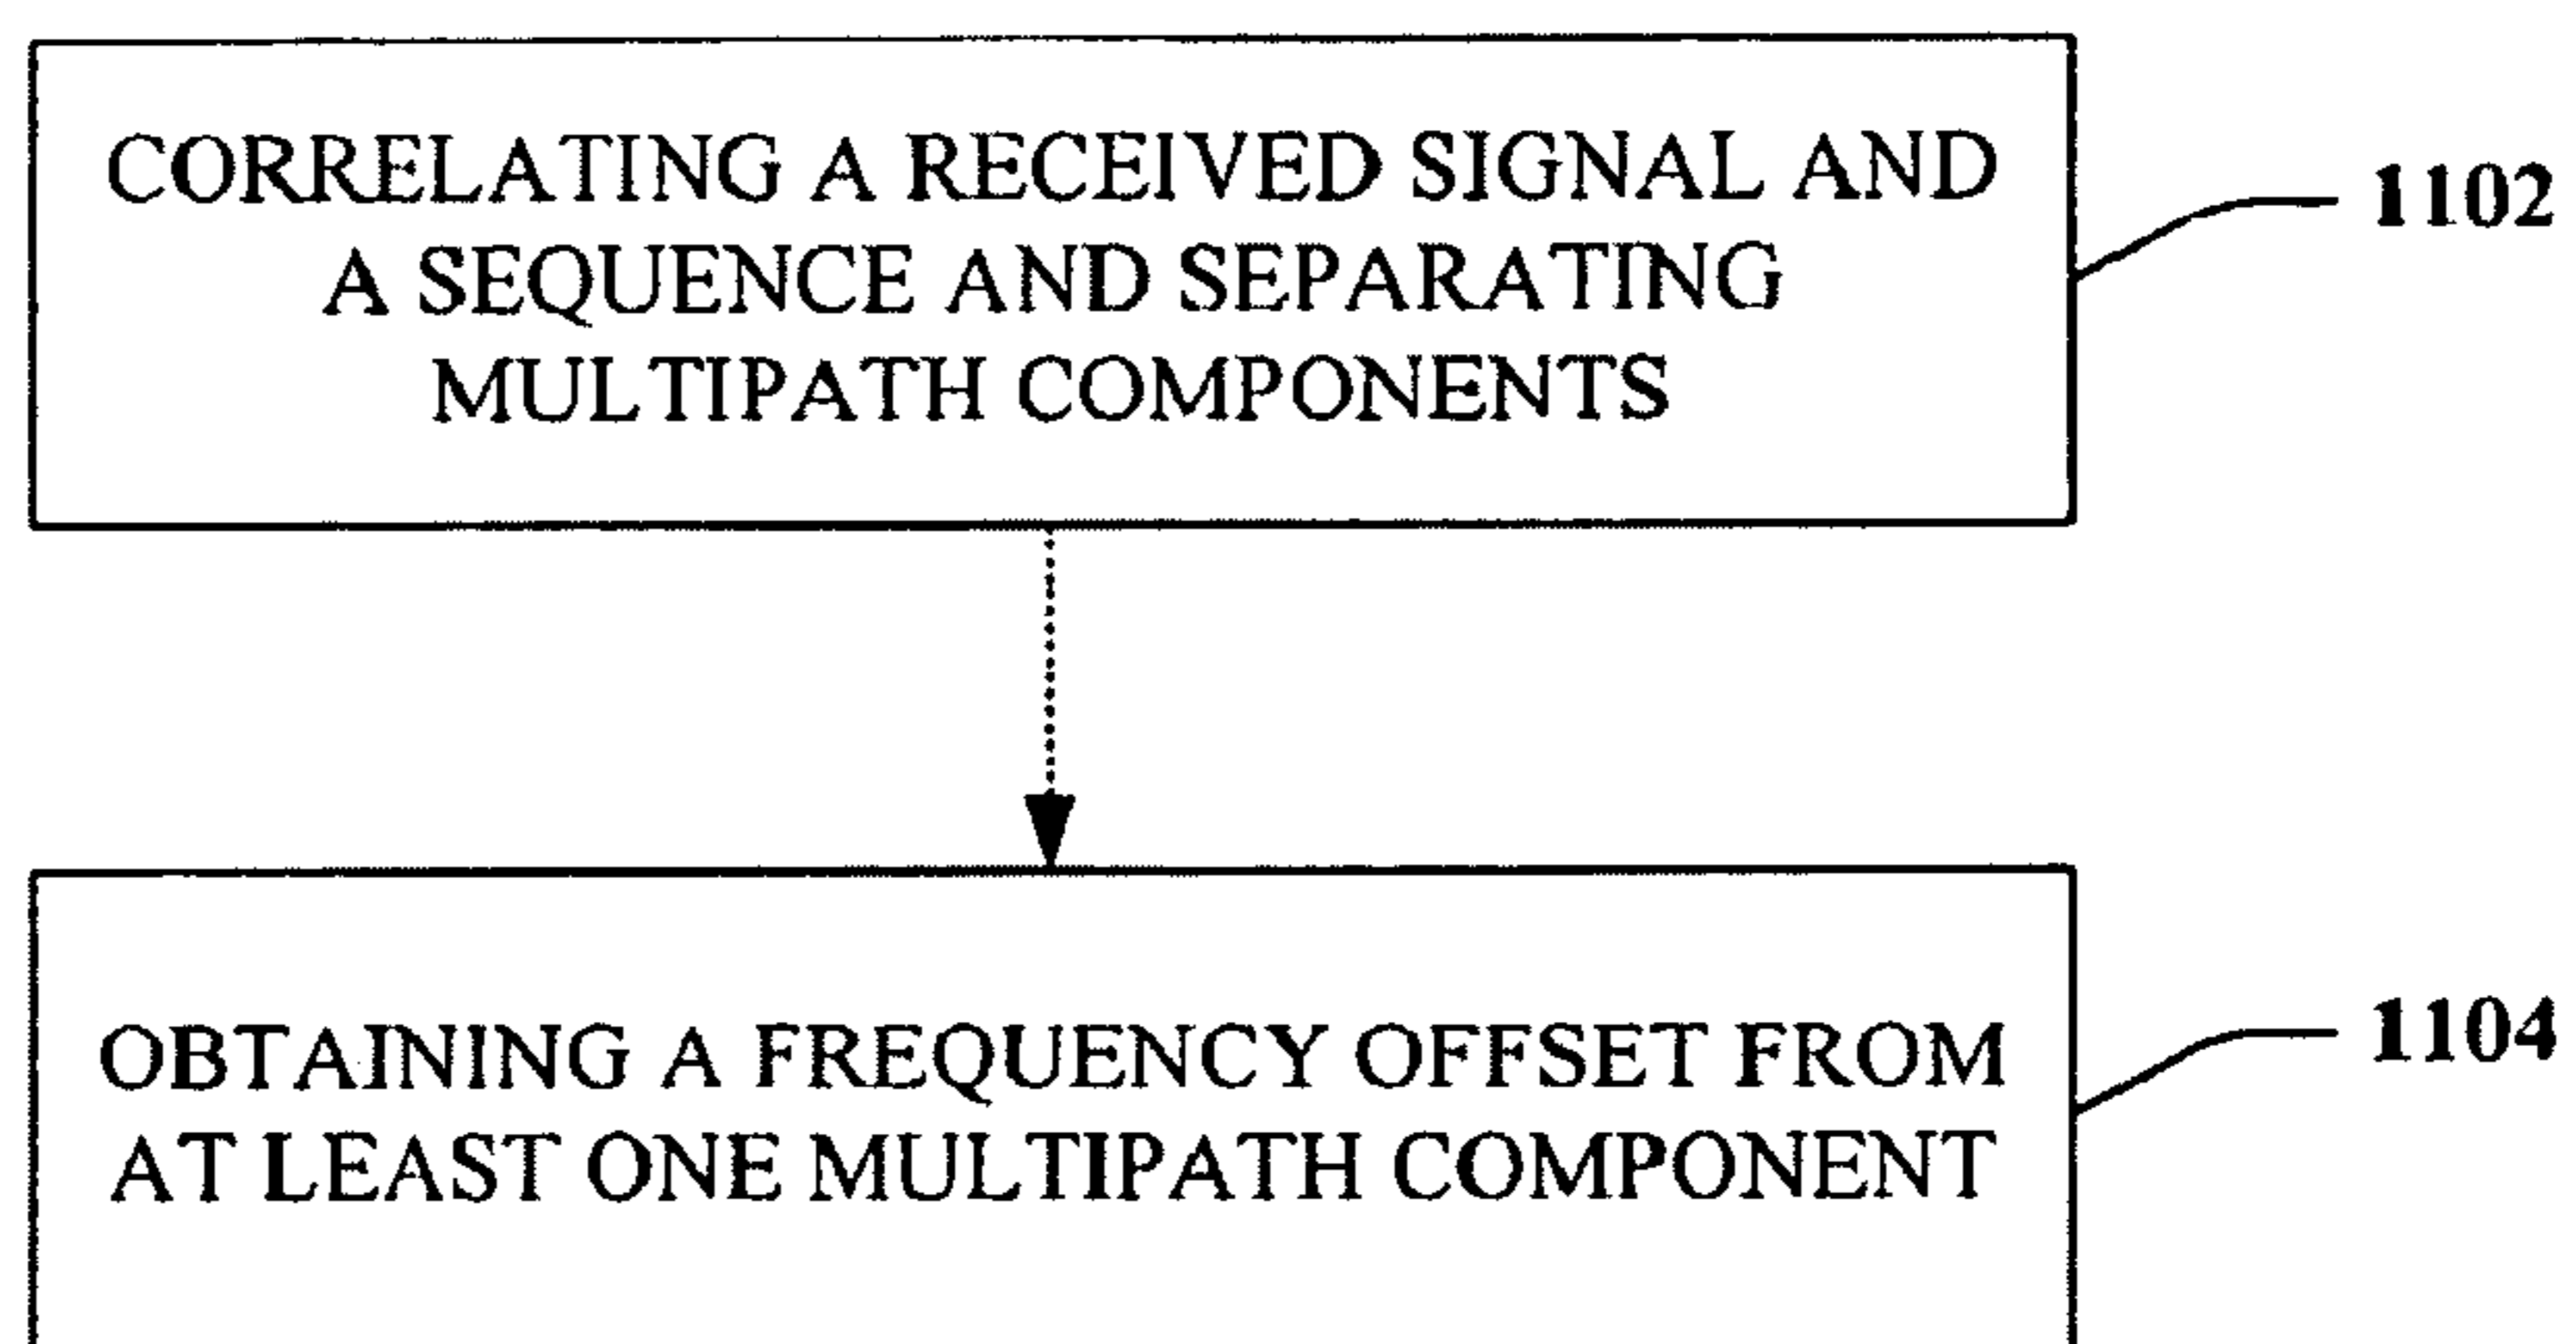 CORRELATING A RECEIVED SIGNAL AND
A SEQUENCE AND SEPARATING
MULTIPATH COMPONENTS
1102
OBTAINING A FREQUENCY OFFSET FROM
AT LEAST ONE MULTIPATH COMPONENT
1104